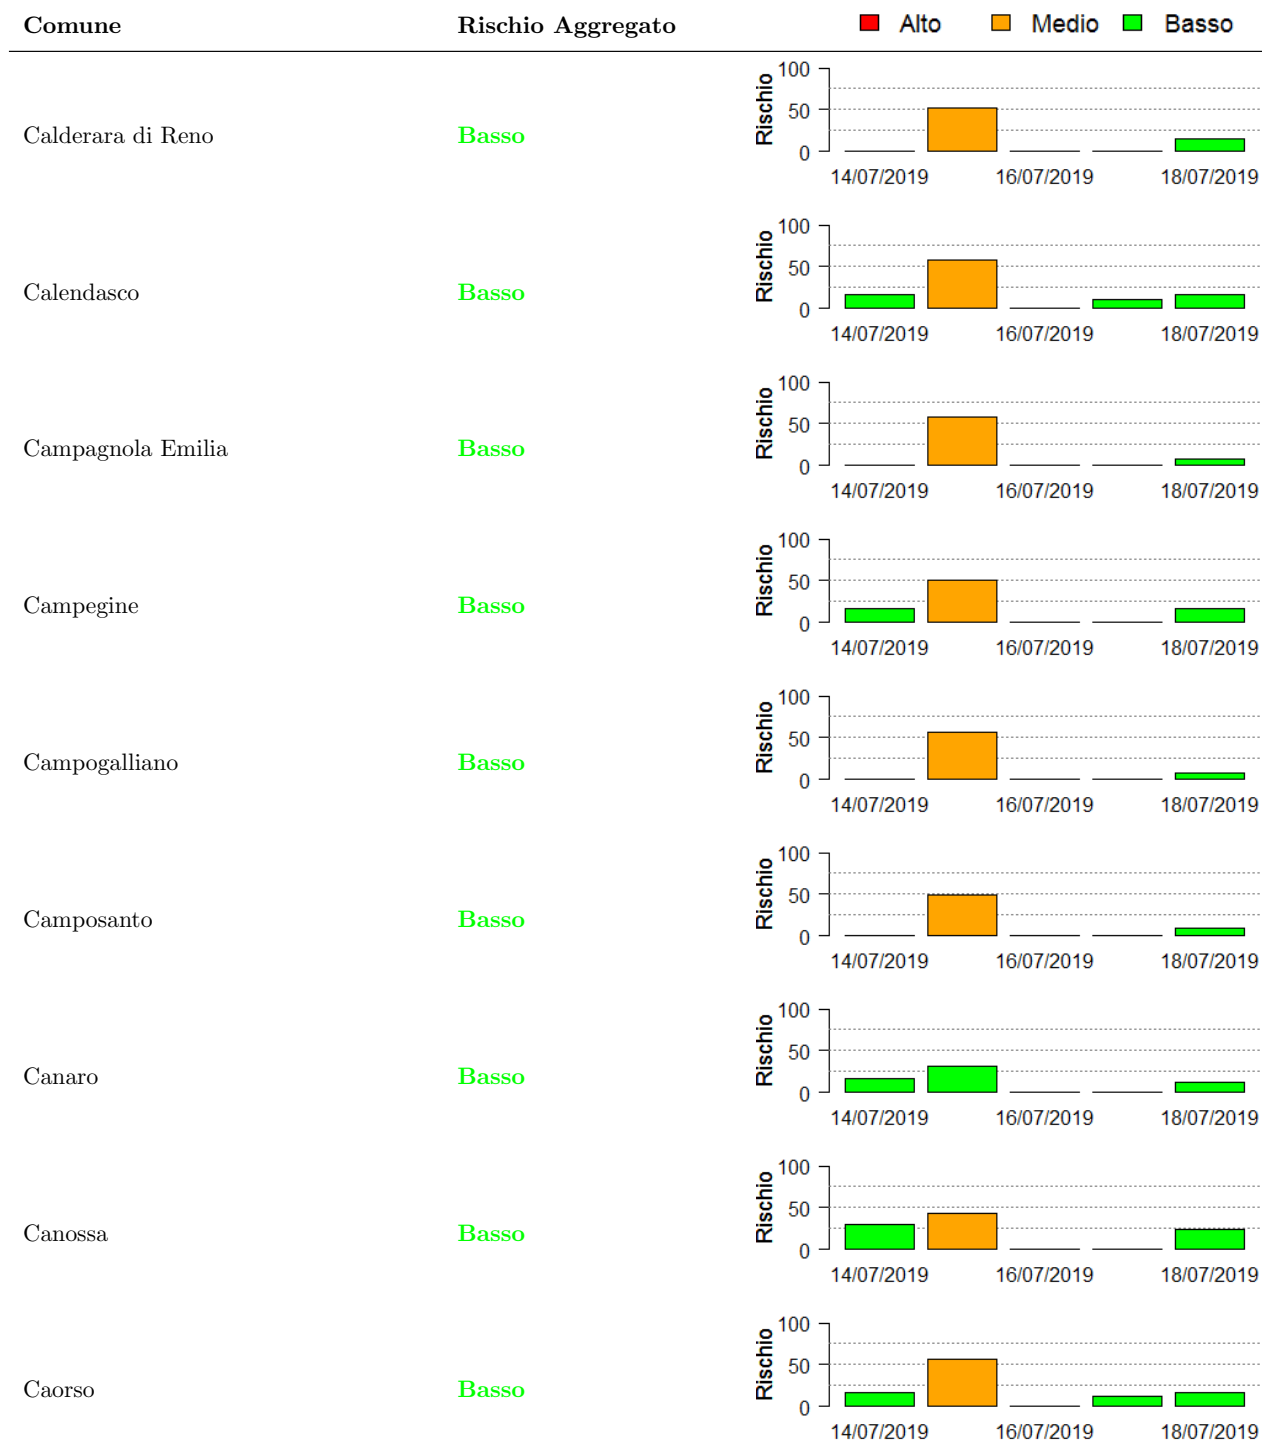 Comune Rischio Aggregato Alto Medio Basso
100
50
0
Rischio
Calderara di Reno Basso
14/07/2019 16/07/2019 18/07/2019
100
50
0
Rischio
Calendasco Basso
14/07/2019 16/07/2019 18/07/2019
100
50
0
Rischio
Campagnola Emilia Basso
14/07/2019 16/07/2019 18/07/2019
100
50
0
Rischio
Campegine Basso
14/07/2019 16/07/2019 18/07/2019
100
50
0
Rischio
Campogalliano Basso
14/07/2019 16/07/2019 18/07/2019
100
50
0
Rischio
Camposanto Basso
14/07/2019 16/07/2019 18/07/2019
100
50
0
Rischio
Canaro Basso
14/07/2019 16/07/2019 18/07/2019
100
50
0
Rischio
Canossa Basso
14/07/2019 16/07/2019 18/07/2019
100
50
0
Rischio
Caorso Basso
14/07/2019 16/07/2019 18/07/2019